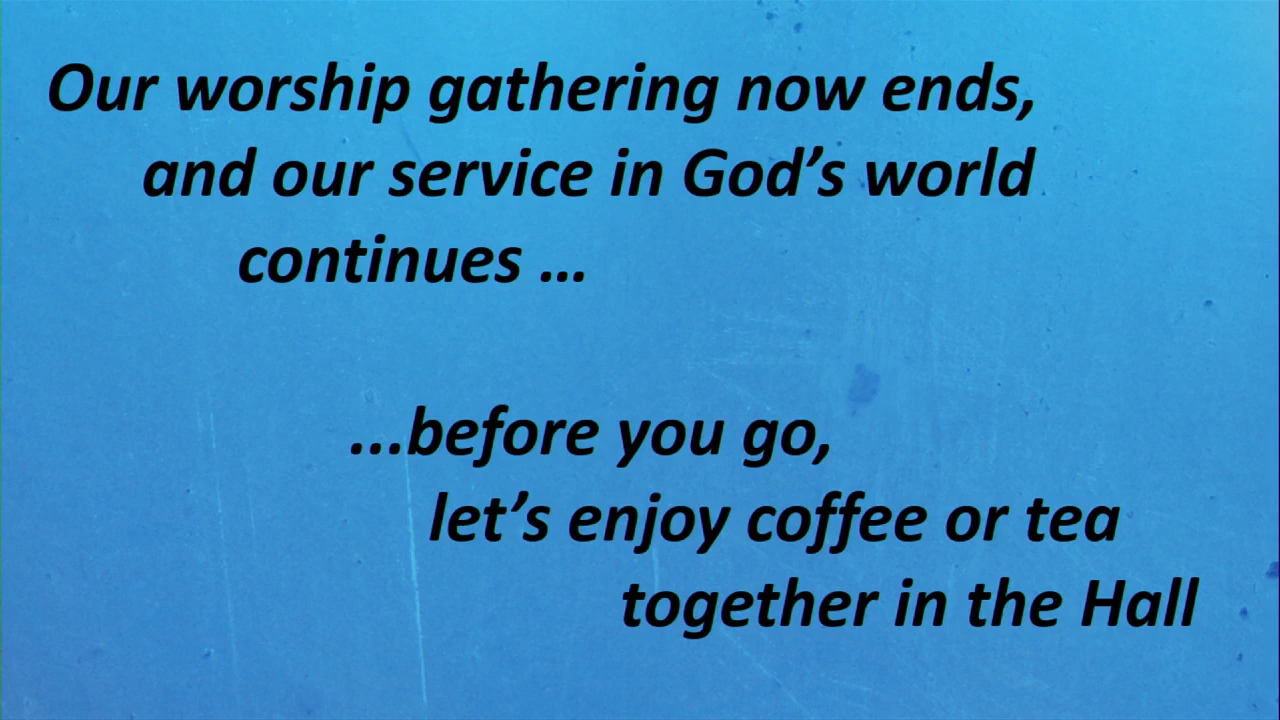 Our worship gathering now ends,
and our service in God’s world
continues …
...before you go,
let’s enjoy coffee or tea
together in the Hall